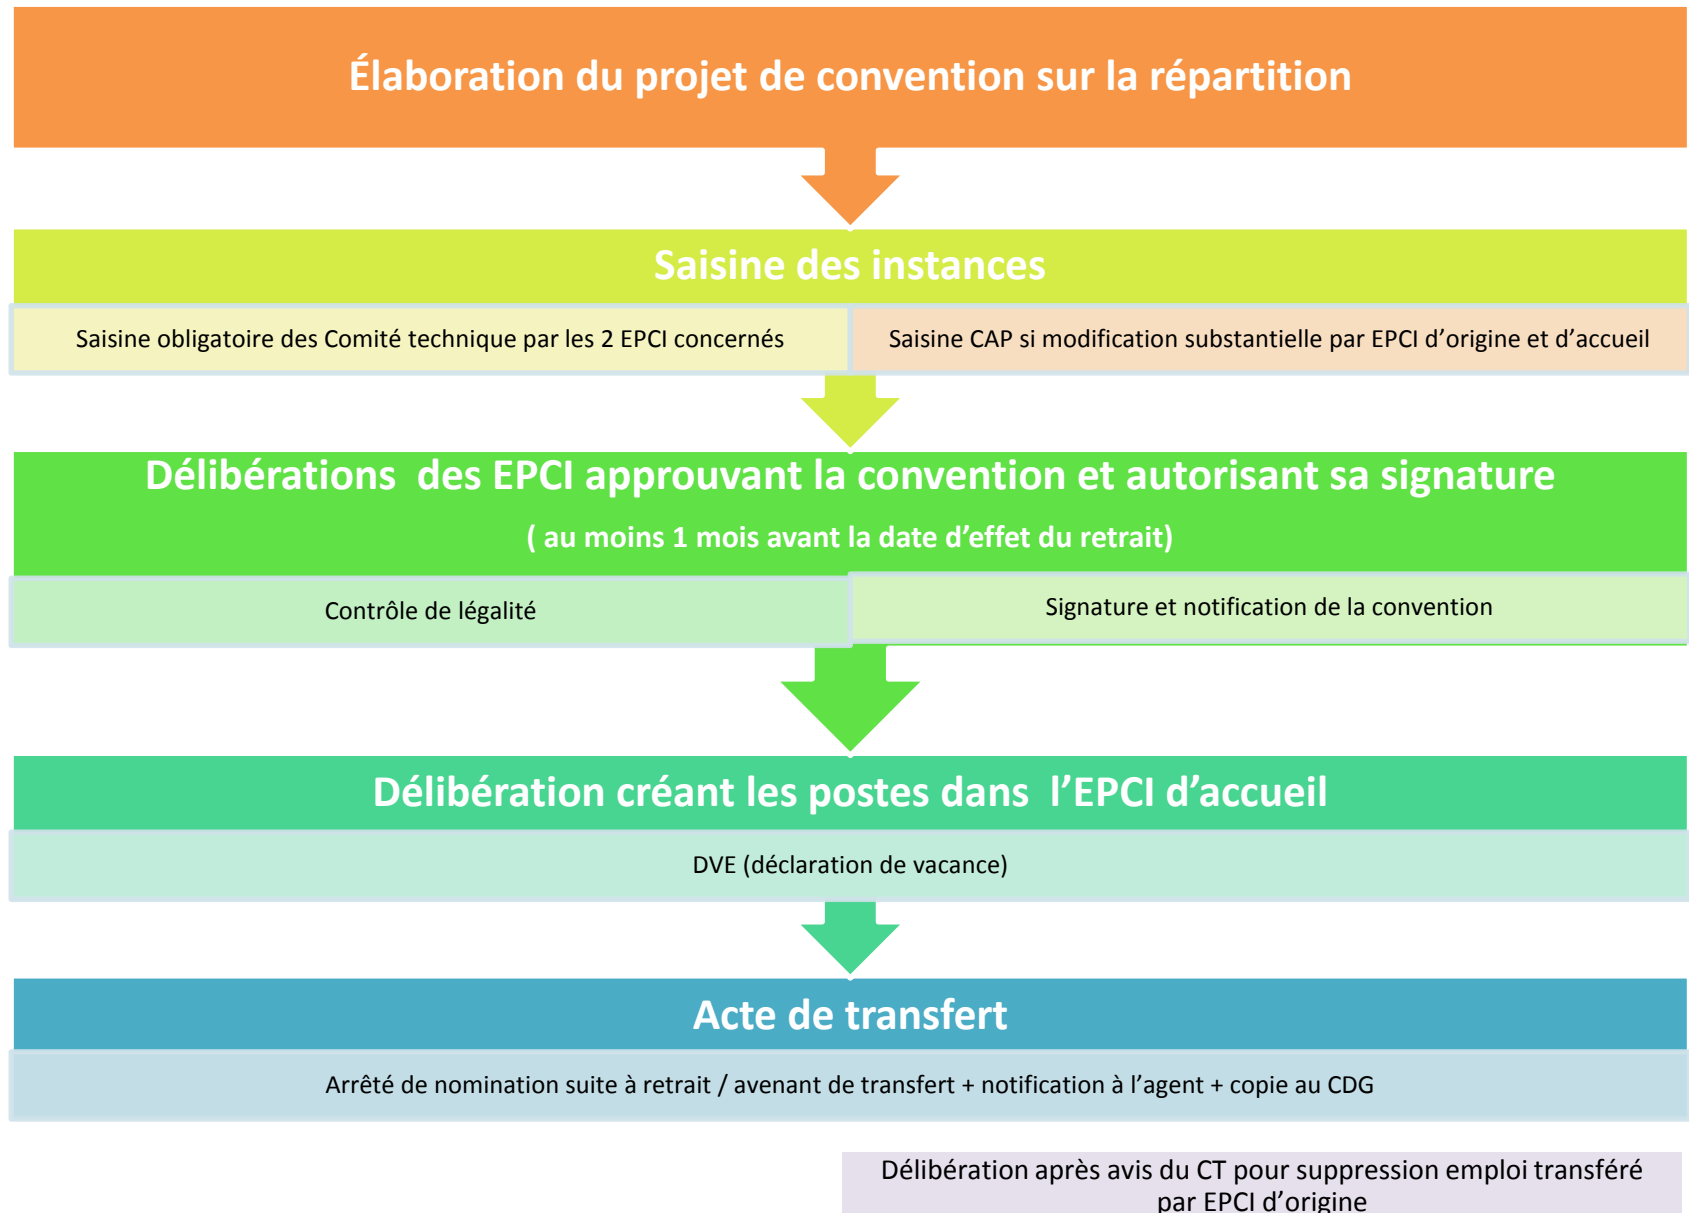 Élaboration du projet de convention sur la répartition
Saisine des instances
Saisine obligatoire des Comité technique par les 2 EPCI concernés
Saisine CAP si modification substantielle par EPCI d’origine et d’accueil
Délibérations des EPCI approuvant la convention et autorisant sa signature
( au moins 1 mois avant la date d’effet du retrait)
Contrôle de légalité
Signature et notification de la convention
Délibération créant les postes dans l’EPCI d’accueil
DVE (déclaration de vacance)
Acte de transfert
Arrêté de nomination suite à retrait / avenant de transfert + notification à l’agent + copie au CDG
Délibération après avis du CT pour suppression emploi transféré
par EPCI d’origine